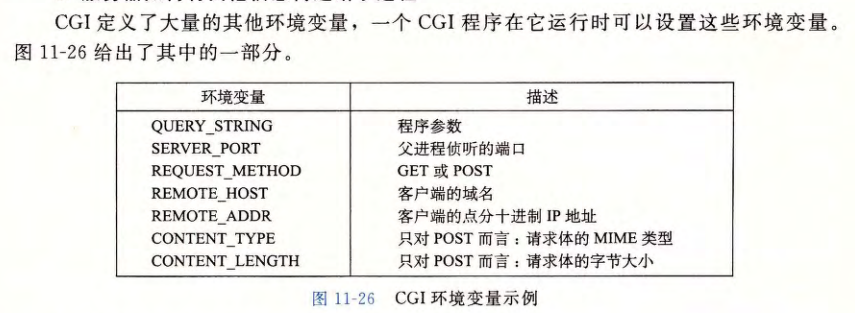 CGI 定义了大量的其他环境变量，一个 CGI 程序在它运行时可以设置这些环境变量。
图 11-26 给出了其中的一部分。
环境变量 描述
QUERY_STRING 程序参数
SERVER_PORT 父进程侦听的端口
REQUEST_METHOD GET 或 POST
REMOTE_HOST 客户端的域名
REMOTE_ADDR 客户端的点分十进制 IP 地址
CONTENT_TYPE 只对 POST 而言：请求体的 MIME 类型
CONTENT_LENGTH 只对 POST 而言：请求体的字节大小
图 11-26 CGI 环境变量示例